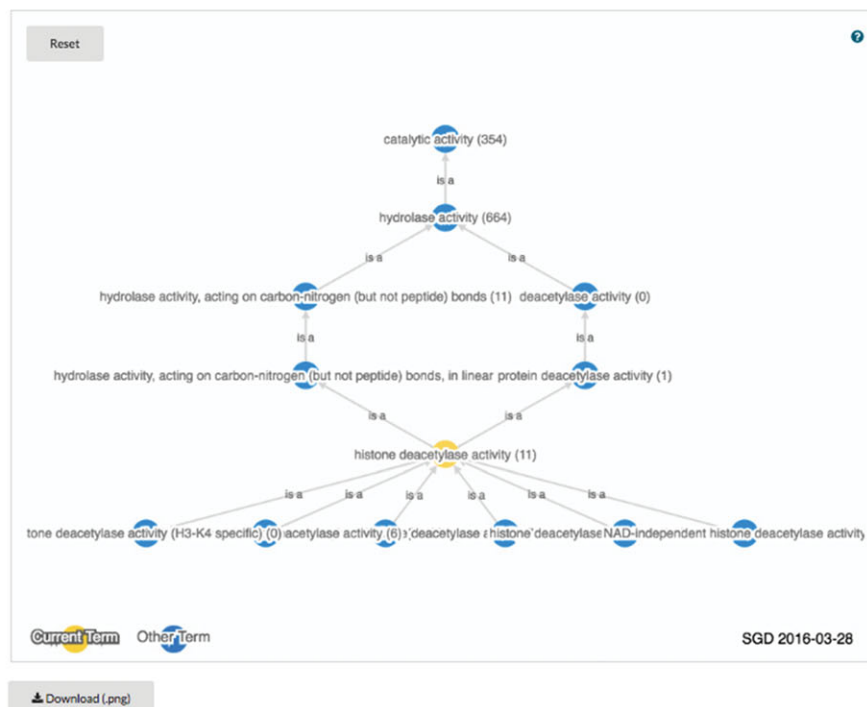 Reset
?
catalytic activity (354)
is a
hydrolase activity (664)
is a is a
hydrolase activity, acting on carbon-nitrogen (but not peptide) bonds (11) deacetylase activity (0)
is a is a
hydrolase activity, acting on carbon-nitrogen (but not peptide) bonds, in linear protein deacetylase activity (1)
is a is a
histone deacetylase activity (11)
is a is a is a is a is a is a
tone deacetylase activity (H3-K4 specific) (0) acetylase activity (6) deacetylase histone deacetylase NAD-independent histone deacetylase activity
Current Term Other Term SGD 2016-03-28
Download (.png)